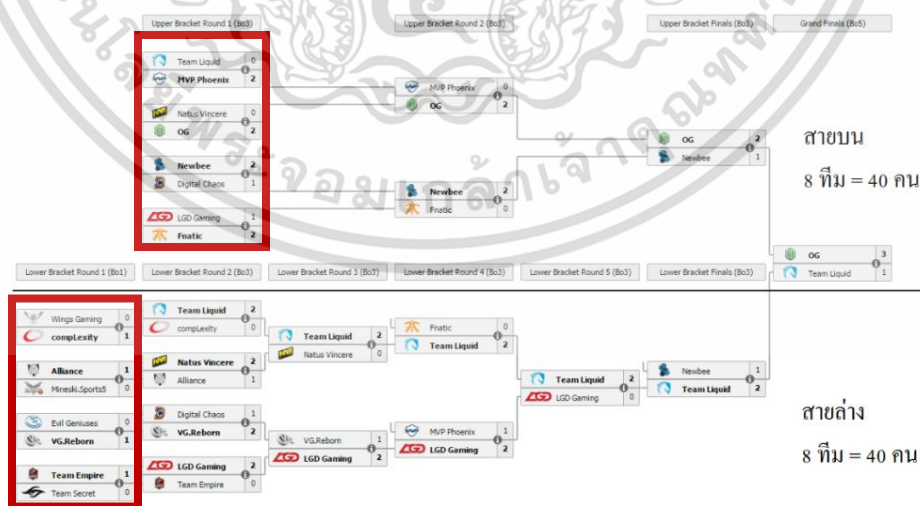 Upper Bracket Round 1 (Bo3) Upper Bracket Round 2 (Bo3) Upper Bracket Finals (Bo3) Grand Finals (Bo5)
Team Liquid 0
MVP Phoenix 2
Natus Vincere 0
OG 2
Newbee 2
Digital Chaos 1
LGD Gaming 1
Fnatic 2
MVP Phoenix 0
OG 2
Newbee 2
Fnatic 0
OG 2
Newbee 1
สายบน
8 ทีม = 40 คน
OG 3
Team Liquid 1
Lower Bracket Round 1 (Bo1) Lower Bracket Round 2 (Bo3) Lower Bracket Round 3 (Bo3) Lower Bracket Round 4 (Bo3) Lower Bracket Round 5 (Bo3) Lower Bracket Finals (Bo3)
Wings Gaming 0
compLexity 1
Alliance 1
Mineski.Sports5 0
Evil Geniuses 0
VG.Reborn 1
Team Empire 1
Team Secret 0
Team Liquid 2
compLexity 0
Natus Vincere 2
Alliance 1
Digital Chaos 1
VG.Reborn 2
LGD Gaming 2
Team Empire 0
Team Liquid 2
Natus Vincere 0
VG.Reborn 1
LGD Gaming 2
Fnatic 0
Team Liquid 2
MVP Phoenix 1
LGD Gaming 2
Team Liquid 2
LGD Gaming 0
Newbee 1
Team Liquid 2
สายล่าง
8 ทีม = 40 คน